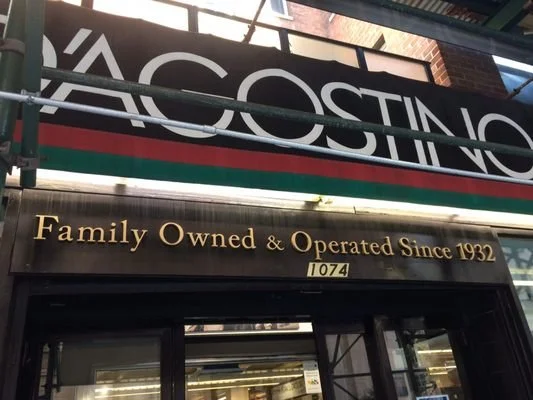 D'AGOSTINO
Family Owned & Operated Since 1932
1074